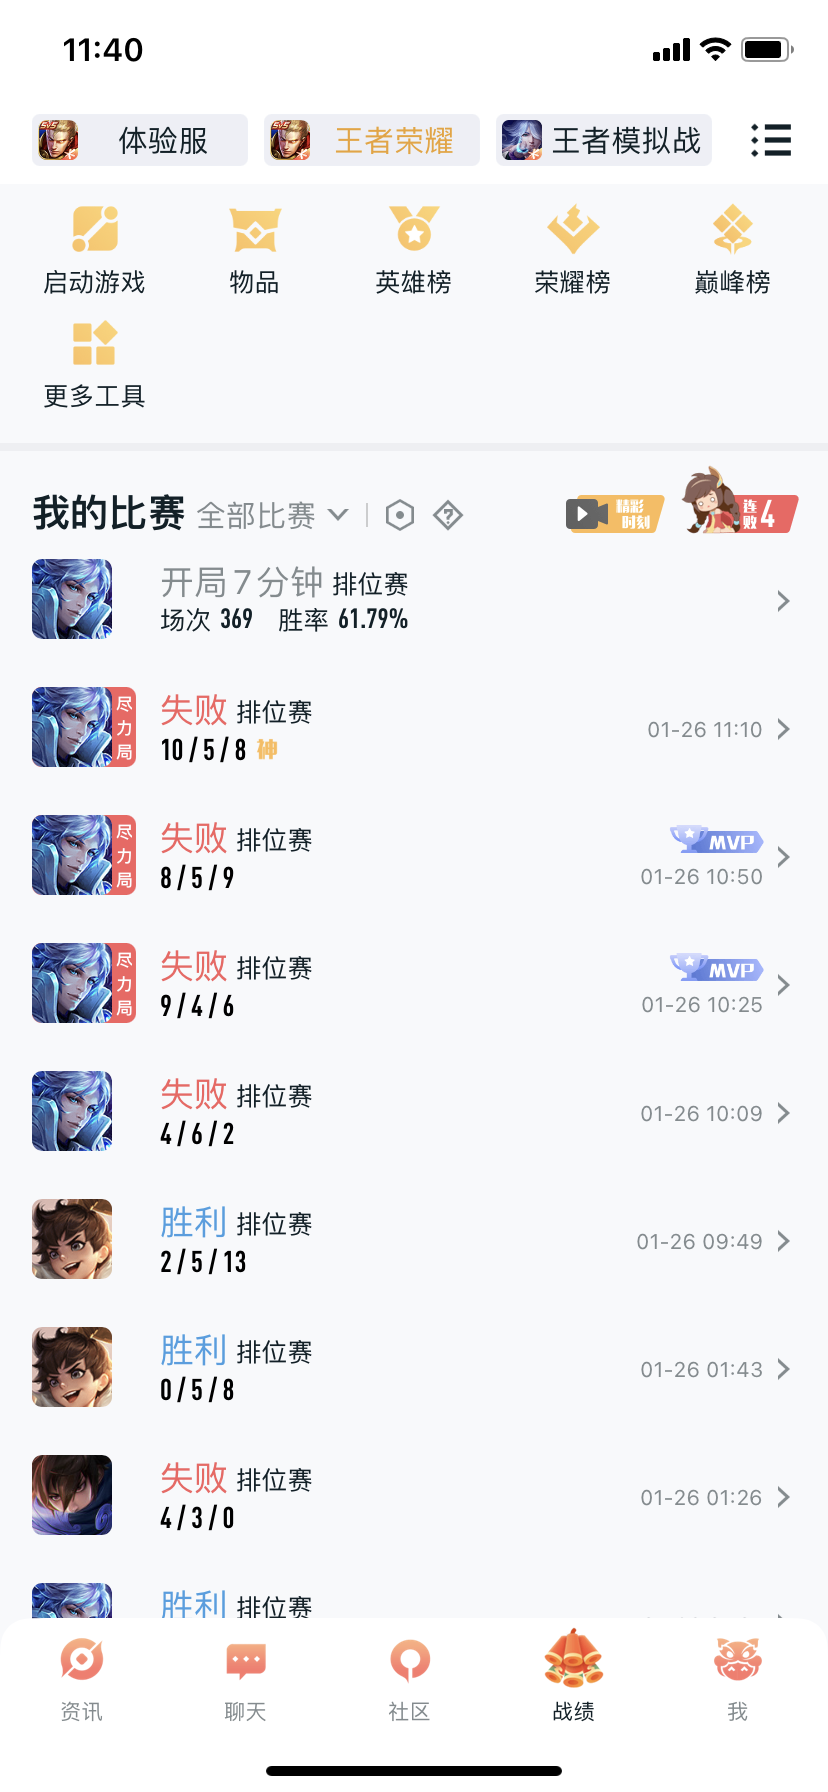 11:40
体验服
王者荣耀
王者模拟战
启动游戏
物品
英雄榜
荣耀榜
巅峰榜
更多工具
我的比赛 全部比赛
精彩时刻
连败4
开局7分钟 排位赛
场次 369 胜率 61.79%
尽力局
失败 排位赛
10/5/8 神
01-26 11:10
尽力局
失败 排位赛
8/5/9
MVP
01-26 10:50
尽力局
失败 排位赛
9/4/6
MVP
01-26 10:25
失败 排位赛
4/6/2
01-26 10:09
胜利 排位赛
2/5/13
01-26 09:49
胜利 排位赛
0/5/8
01-26 01:43
失败 排位赛
4/3/0
01-26 01:26
胜利 排位赛
资讯
聊天
社区
战绩
我